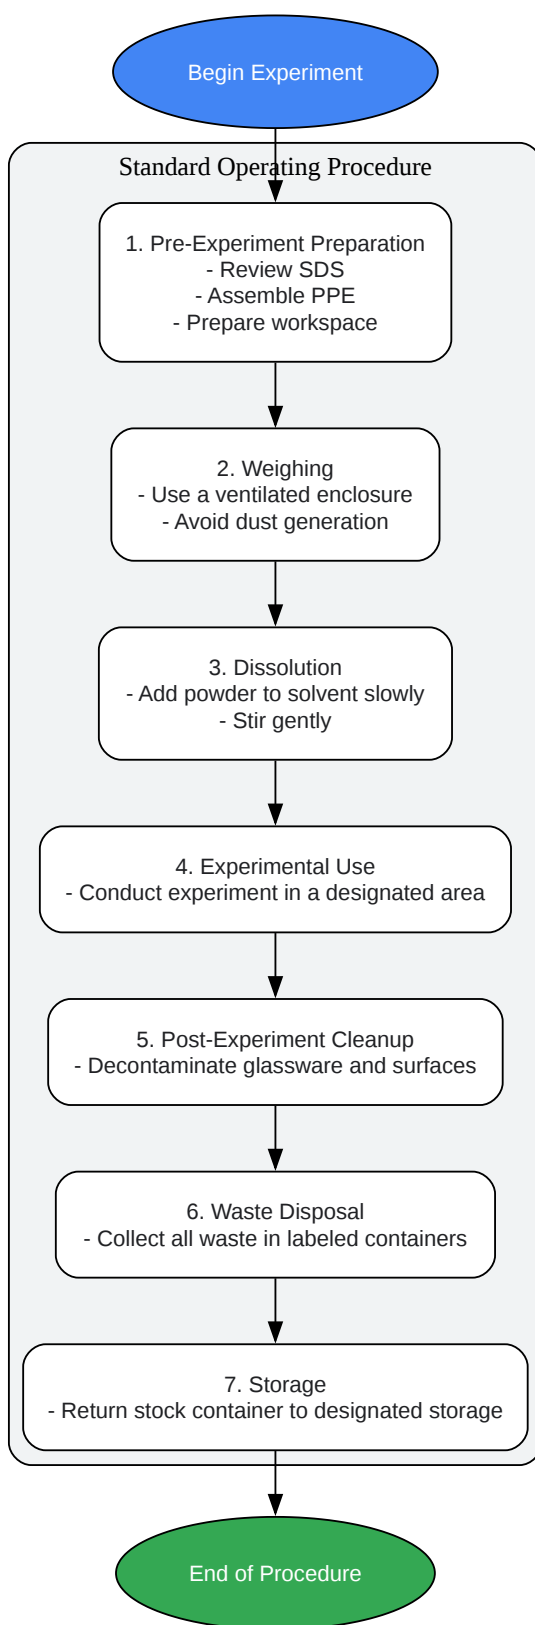 Begin Experiment
Standard Operating Procedure
1. Pre-Experiment Preparation
- Review SDS
- Assemble PPE
- Prepare workspace
2. Weighing
- Use a ventilated enclosure
- Avoid dust generation
3. Dissolution
- Add powder to solvent slowly
- Stir gently
4. Experimental Use
- Conduct experiment in a designated area
5. Post-Experiment Cleanup
- Decontaminate glassware and surfaces
6. Waste Disposal
- Collect all waste in labeled containers
7. Storage
- Return stock container to designated storage
End of Procedure